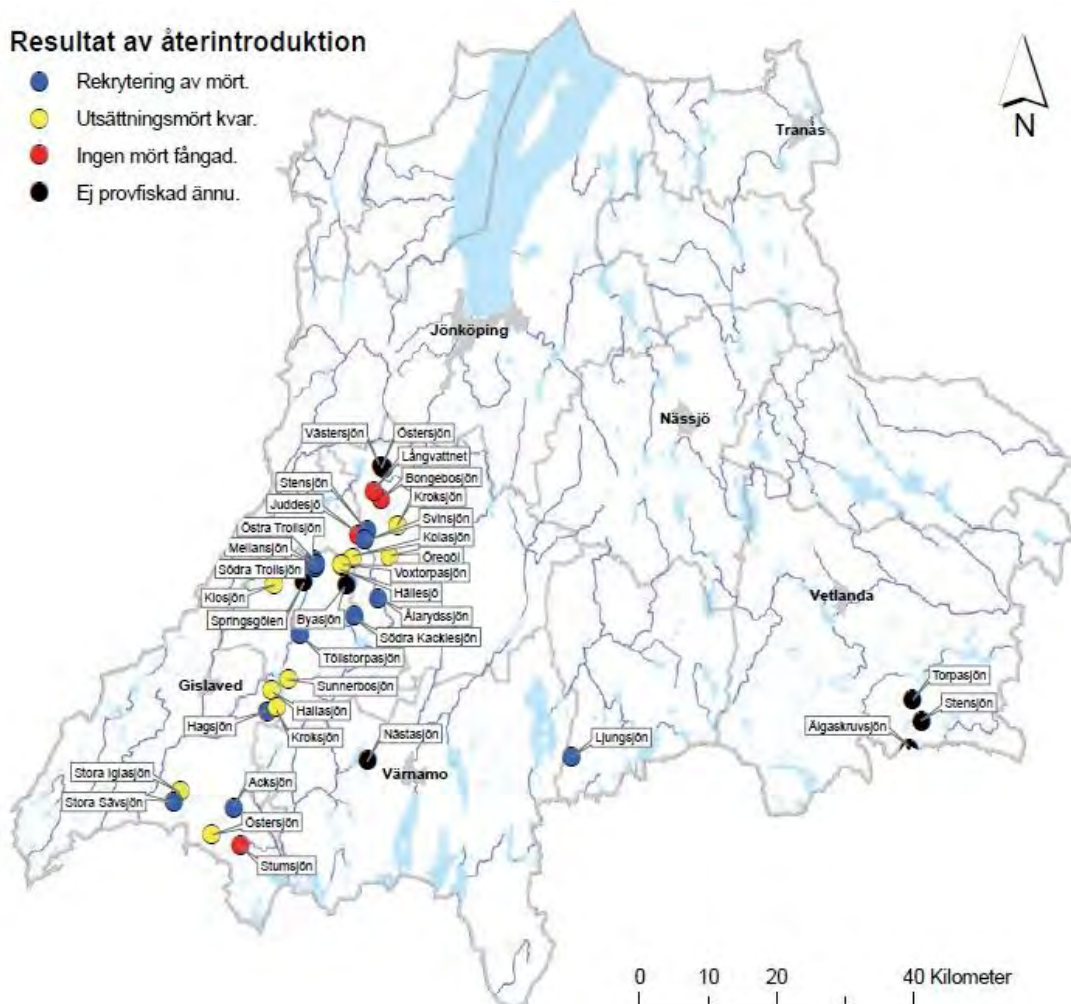 Resultat av återintroduktion
Rekrytering av mört.
Utsättningsmört kvar.
Ingen mört fångad.
Ej provfiskad ännu.
N
Tranås
Jönköping
Nässjö
Västersjön
Östersjön
Långvattnet
Stensjön
Bongebosjön
Juddesjö
Kroksjön
Östra Trollsjön
Svinsjön
Mellansjön
Kolasjön
Södra Trollsjön
Öregöl
Klosjön
Voxtorpasjön
Hällesjö
Springsgölen
Byasjön
Ålarydssjön
Södra Kacklesjön
Vetlanda
Töllstorpasjön
Gislaved
Sunnerbosjön
Torpasjön
Hallasjön
Stensjön
Hagsjön
Kroksjön
Nästasjön
Ljungsjön
Älgaskruvsjön
Värnamo
Stora Iglasjön
Acksjön
Stora Sävsjön
Östersjön
Stumsjön
0 10 20 40 Kilometer